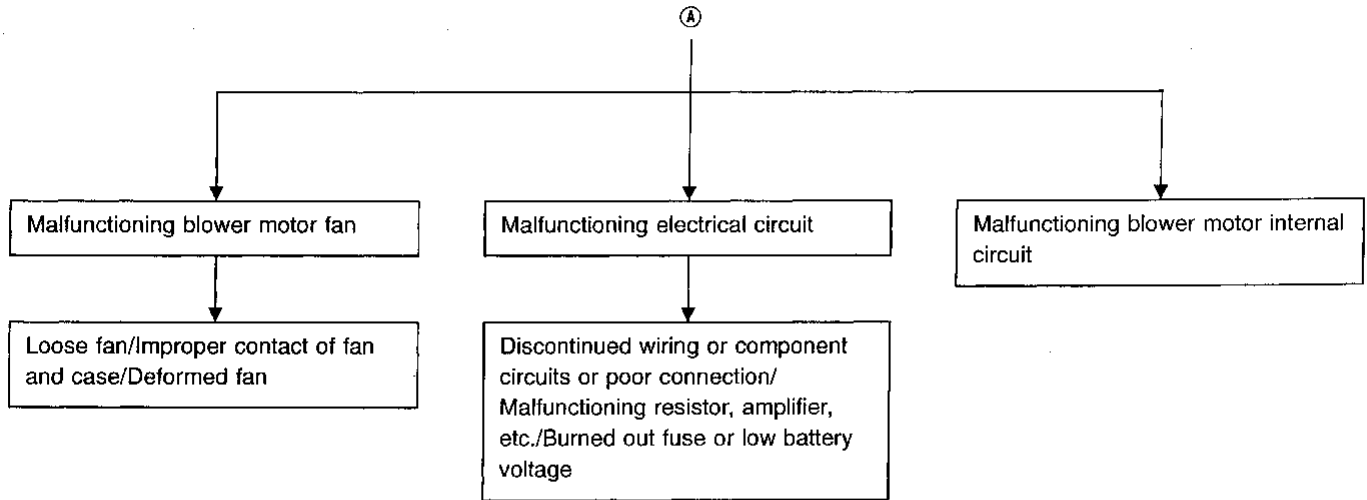 Ⓐ
Malfunctioning blower motor fan
Malfunctioning electrical circuit
Malfunctioning blower motor internal
circuit
Loose fan/Improper contact of fan
and case/Deformed fan
Discontinued wiring or component
circuits or poor connection/
Malfunctioning resistor, amplifier,
etc./Burned out fuse or low battery
voltage